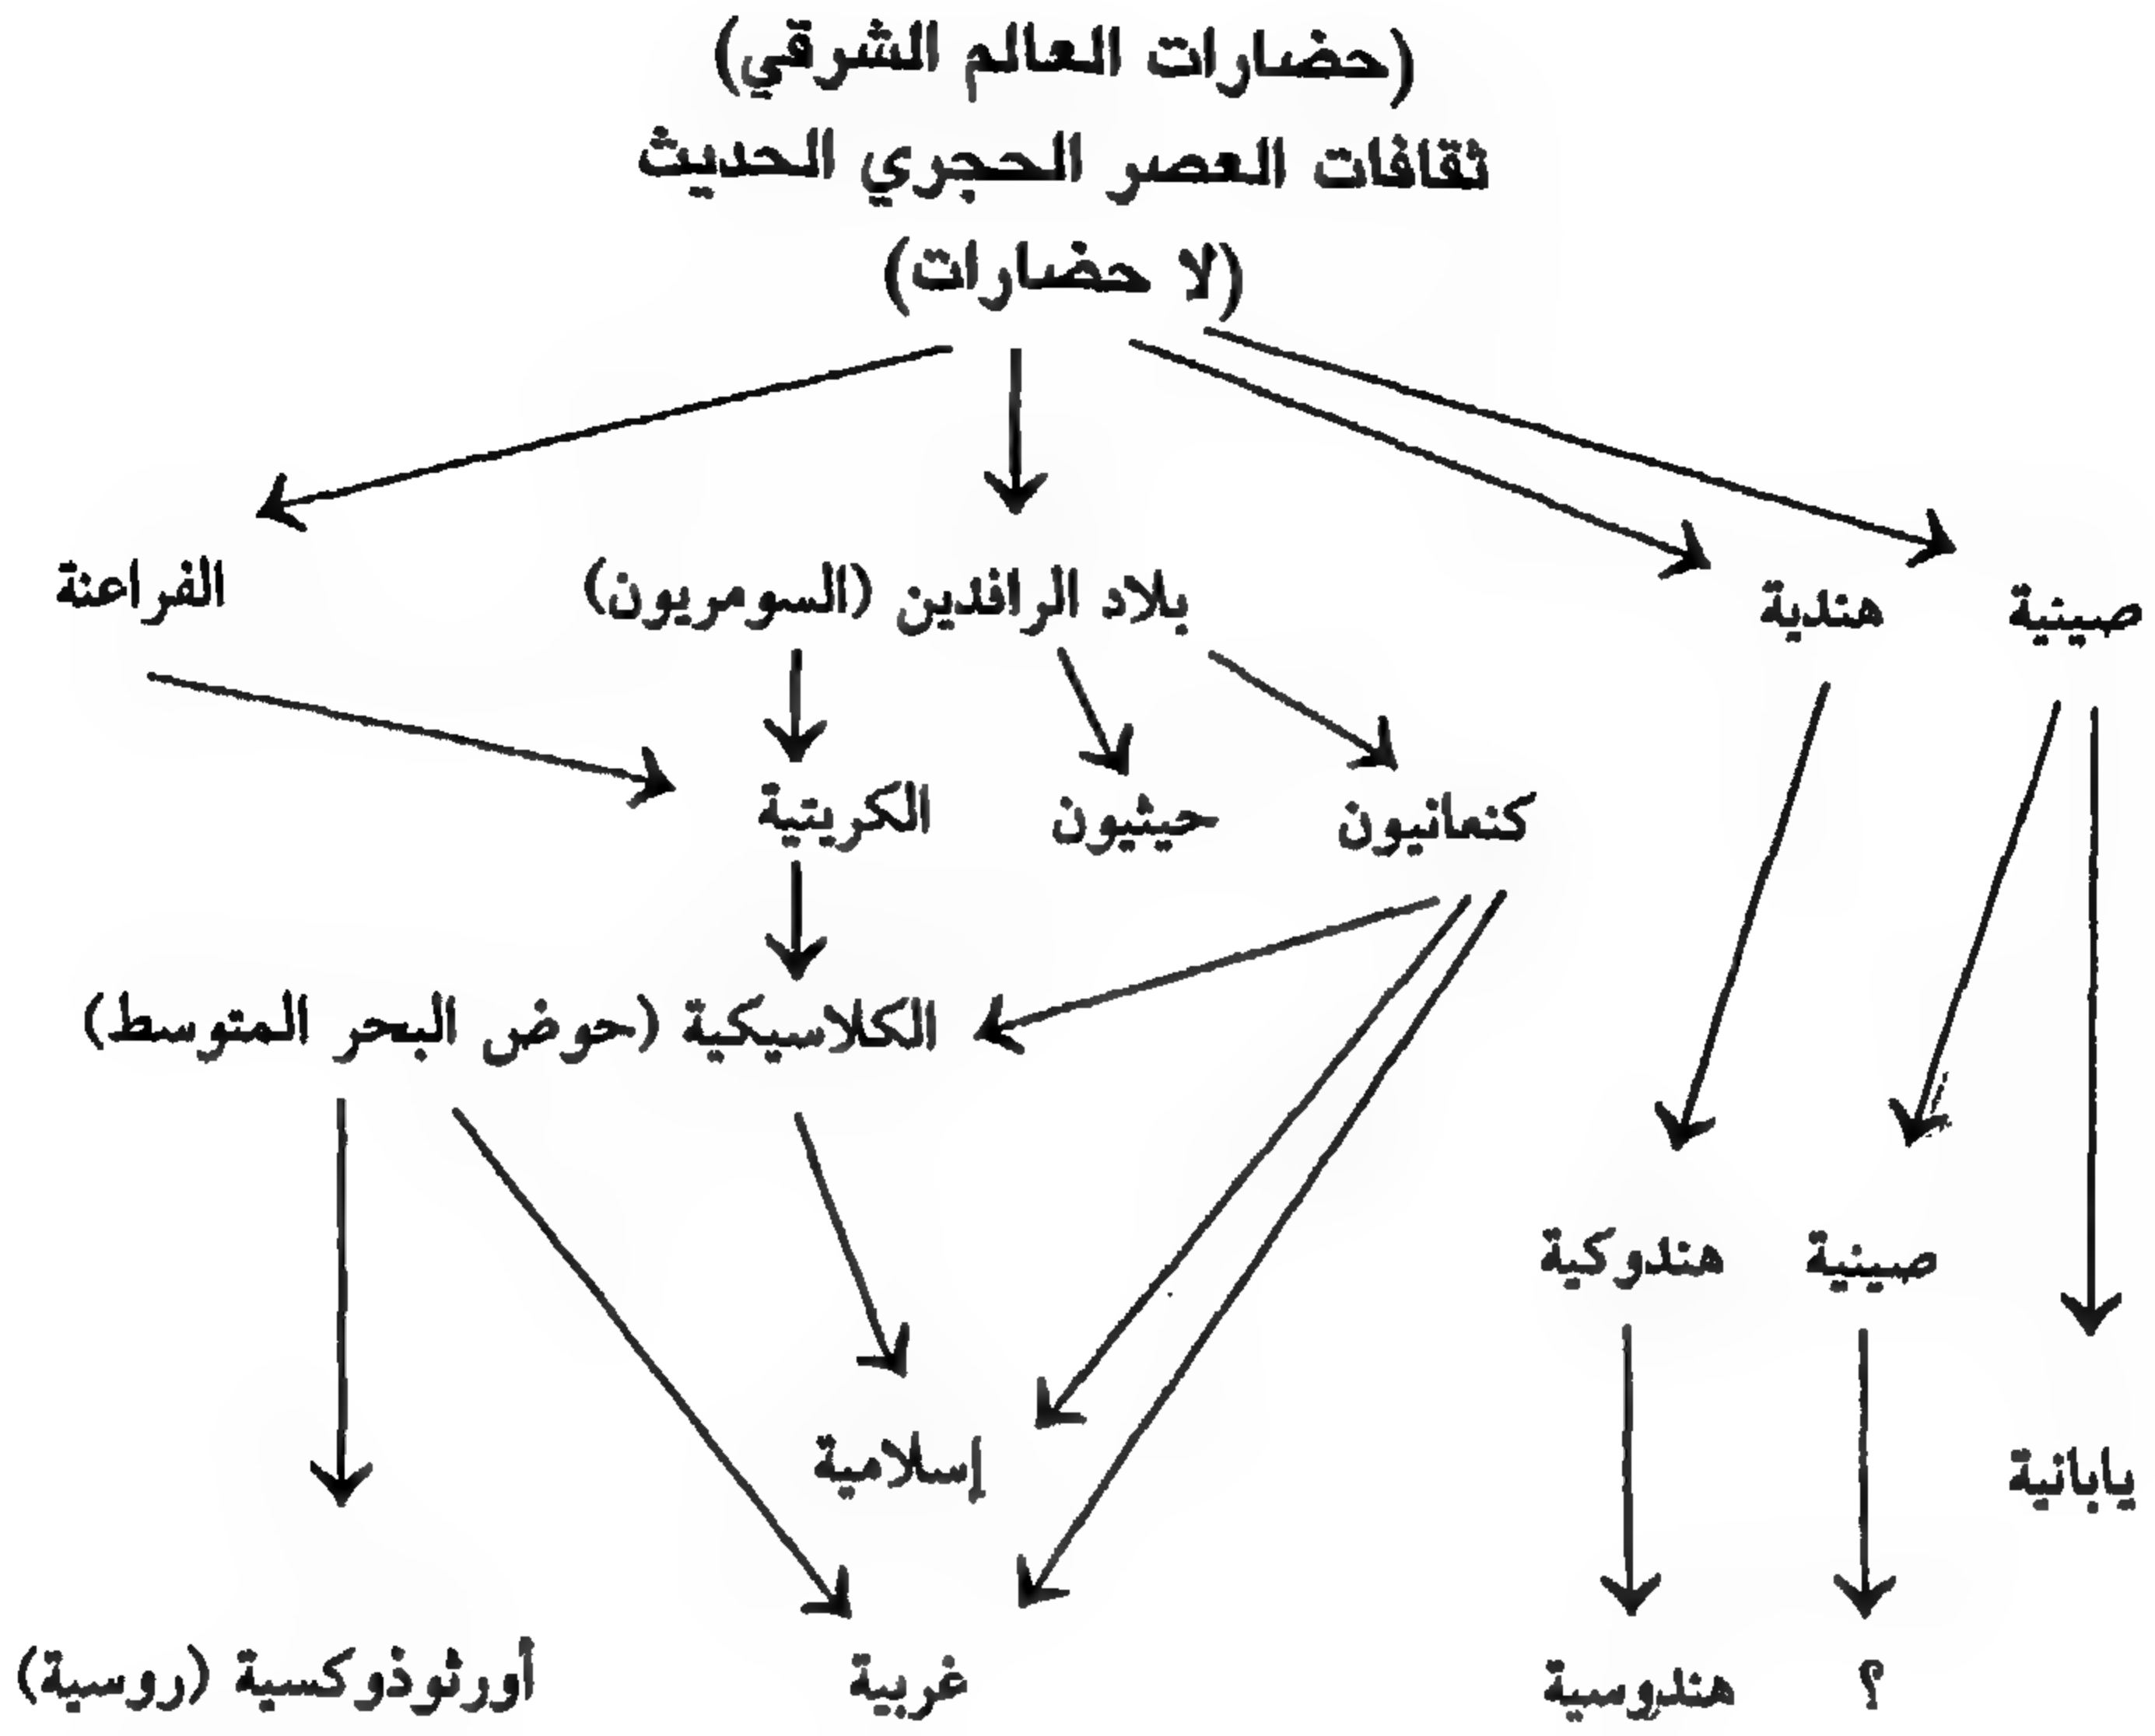 (حضارات العالم الشرقي)
ثقافات العصر الحجري الحديث
(لا حضارات)
صينية هندية بلاد الرافدين (السومريون) الفراعنة
كنعانيون حيثيون الكريتية
الكلاسيكية (حوض البحر المتوسط)
صينية هندوكية
يابانية إسلامية
؟ هندوسية غربية أورثوذوكسية (روسية)